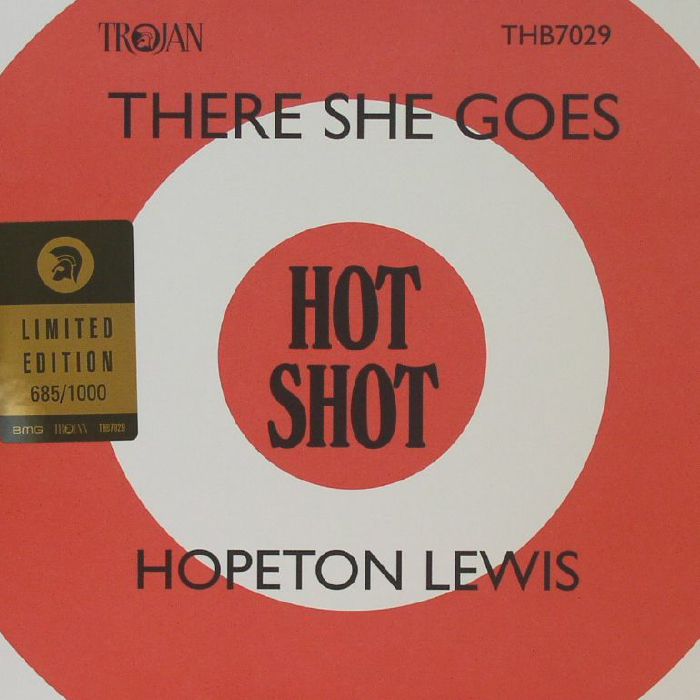 TROJAN
THB7029
THERE SHE GOES
HOT
SHOT
LIMITED
EDITION
685/1000
BMG TROJAN THB7029
HOPETON LEWIS